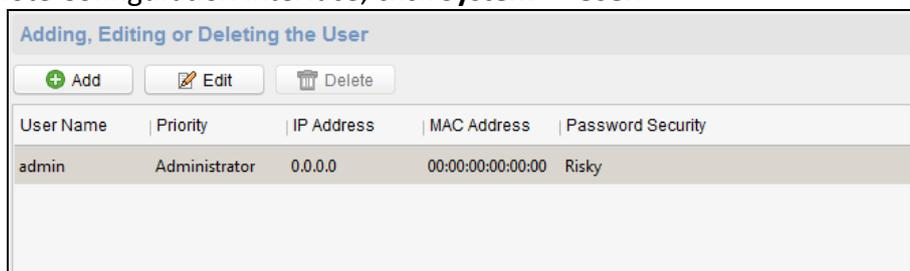 Adding, Editing or Deleting the User
Add Edit Delete
User Name Priority IP Address MAC Address Password Security
admin Administrator 0.0.0.0 00:00:00:00:00:00 Risky